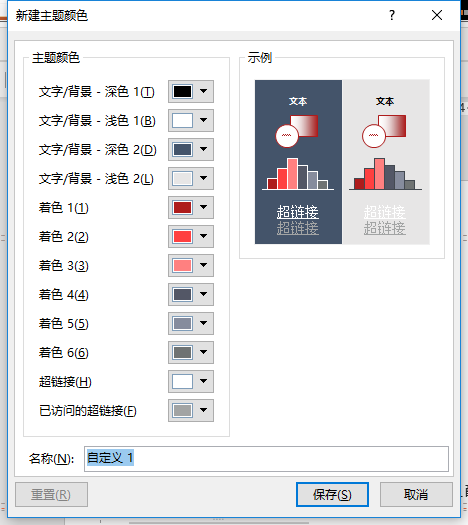 新建主题颜色
主题颜色
示例
文字/背景 - 深色 1(T)
文字/背景 - 浅色 1(B)
文字/背景 - 深色 2(D)
文字/背景 - 浅色 2(L)
着色 1(1)
着色 2(2)
着色 3(3)
着色 4(4)
着色 5(5)
着色 6(6)
超链接(H)
已访问的超链接(F)
文本 文本
超链接 超链接
超链接 超链接
名称(N): 自定义 1
重置(R) 保存(S) 取消